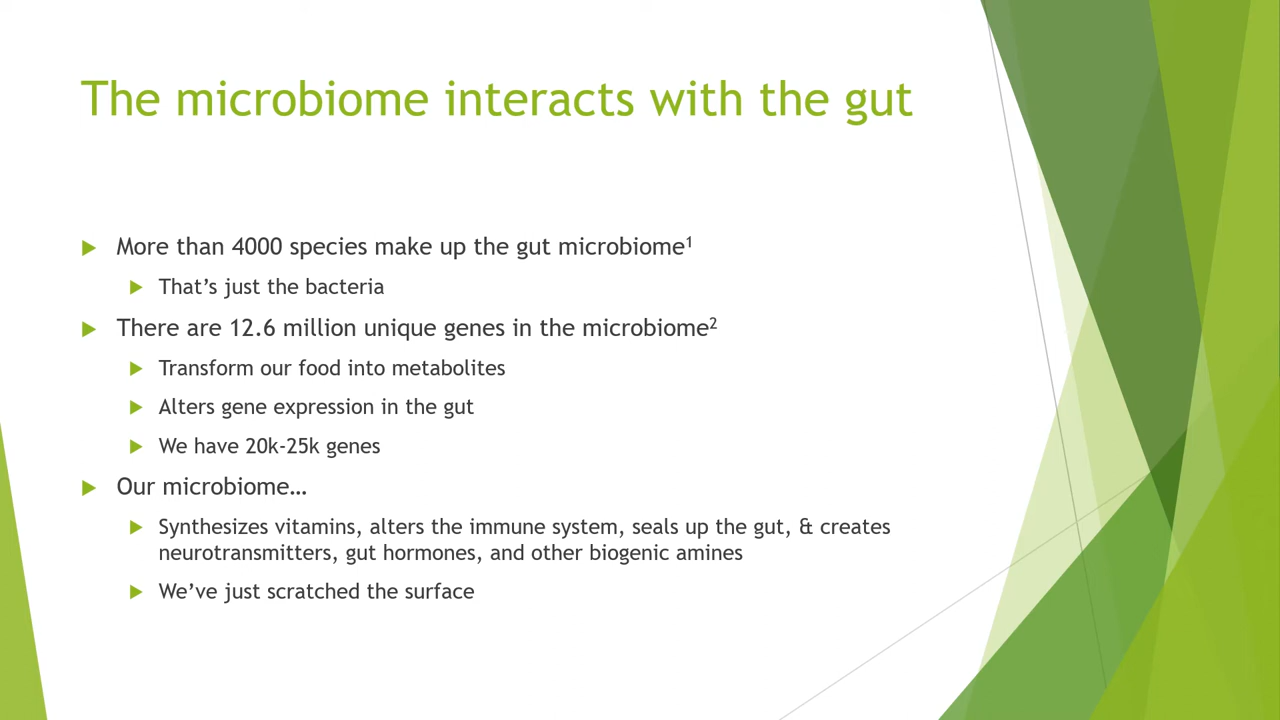 The microbiome interacts with the gut
More than 4000 species make up the gut microbiome¹
That’s just the bacteria
There are 12.6 million unique genes in the microbiome²
Transform our food into metabolites
Alters gene expression in the gut
We have 20k-25k genes
Our microbiome…
Synthesizes vitamins, alters the immune system, seals up the gut, & creates
neurotransmitters, gut hormones, and other biogenic amines
We’ve just scratched the surface